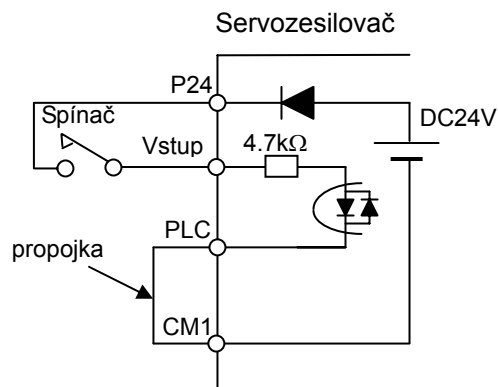 Servozesilovač
P24
Spínač
DC24V
Vstup
4.7kΩ
PLC
propojka
CM1